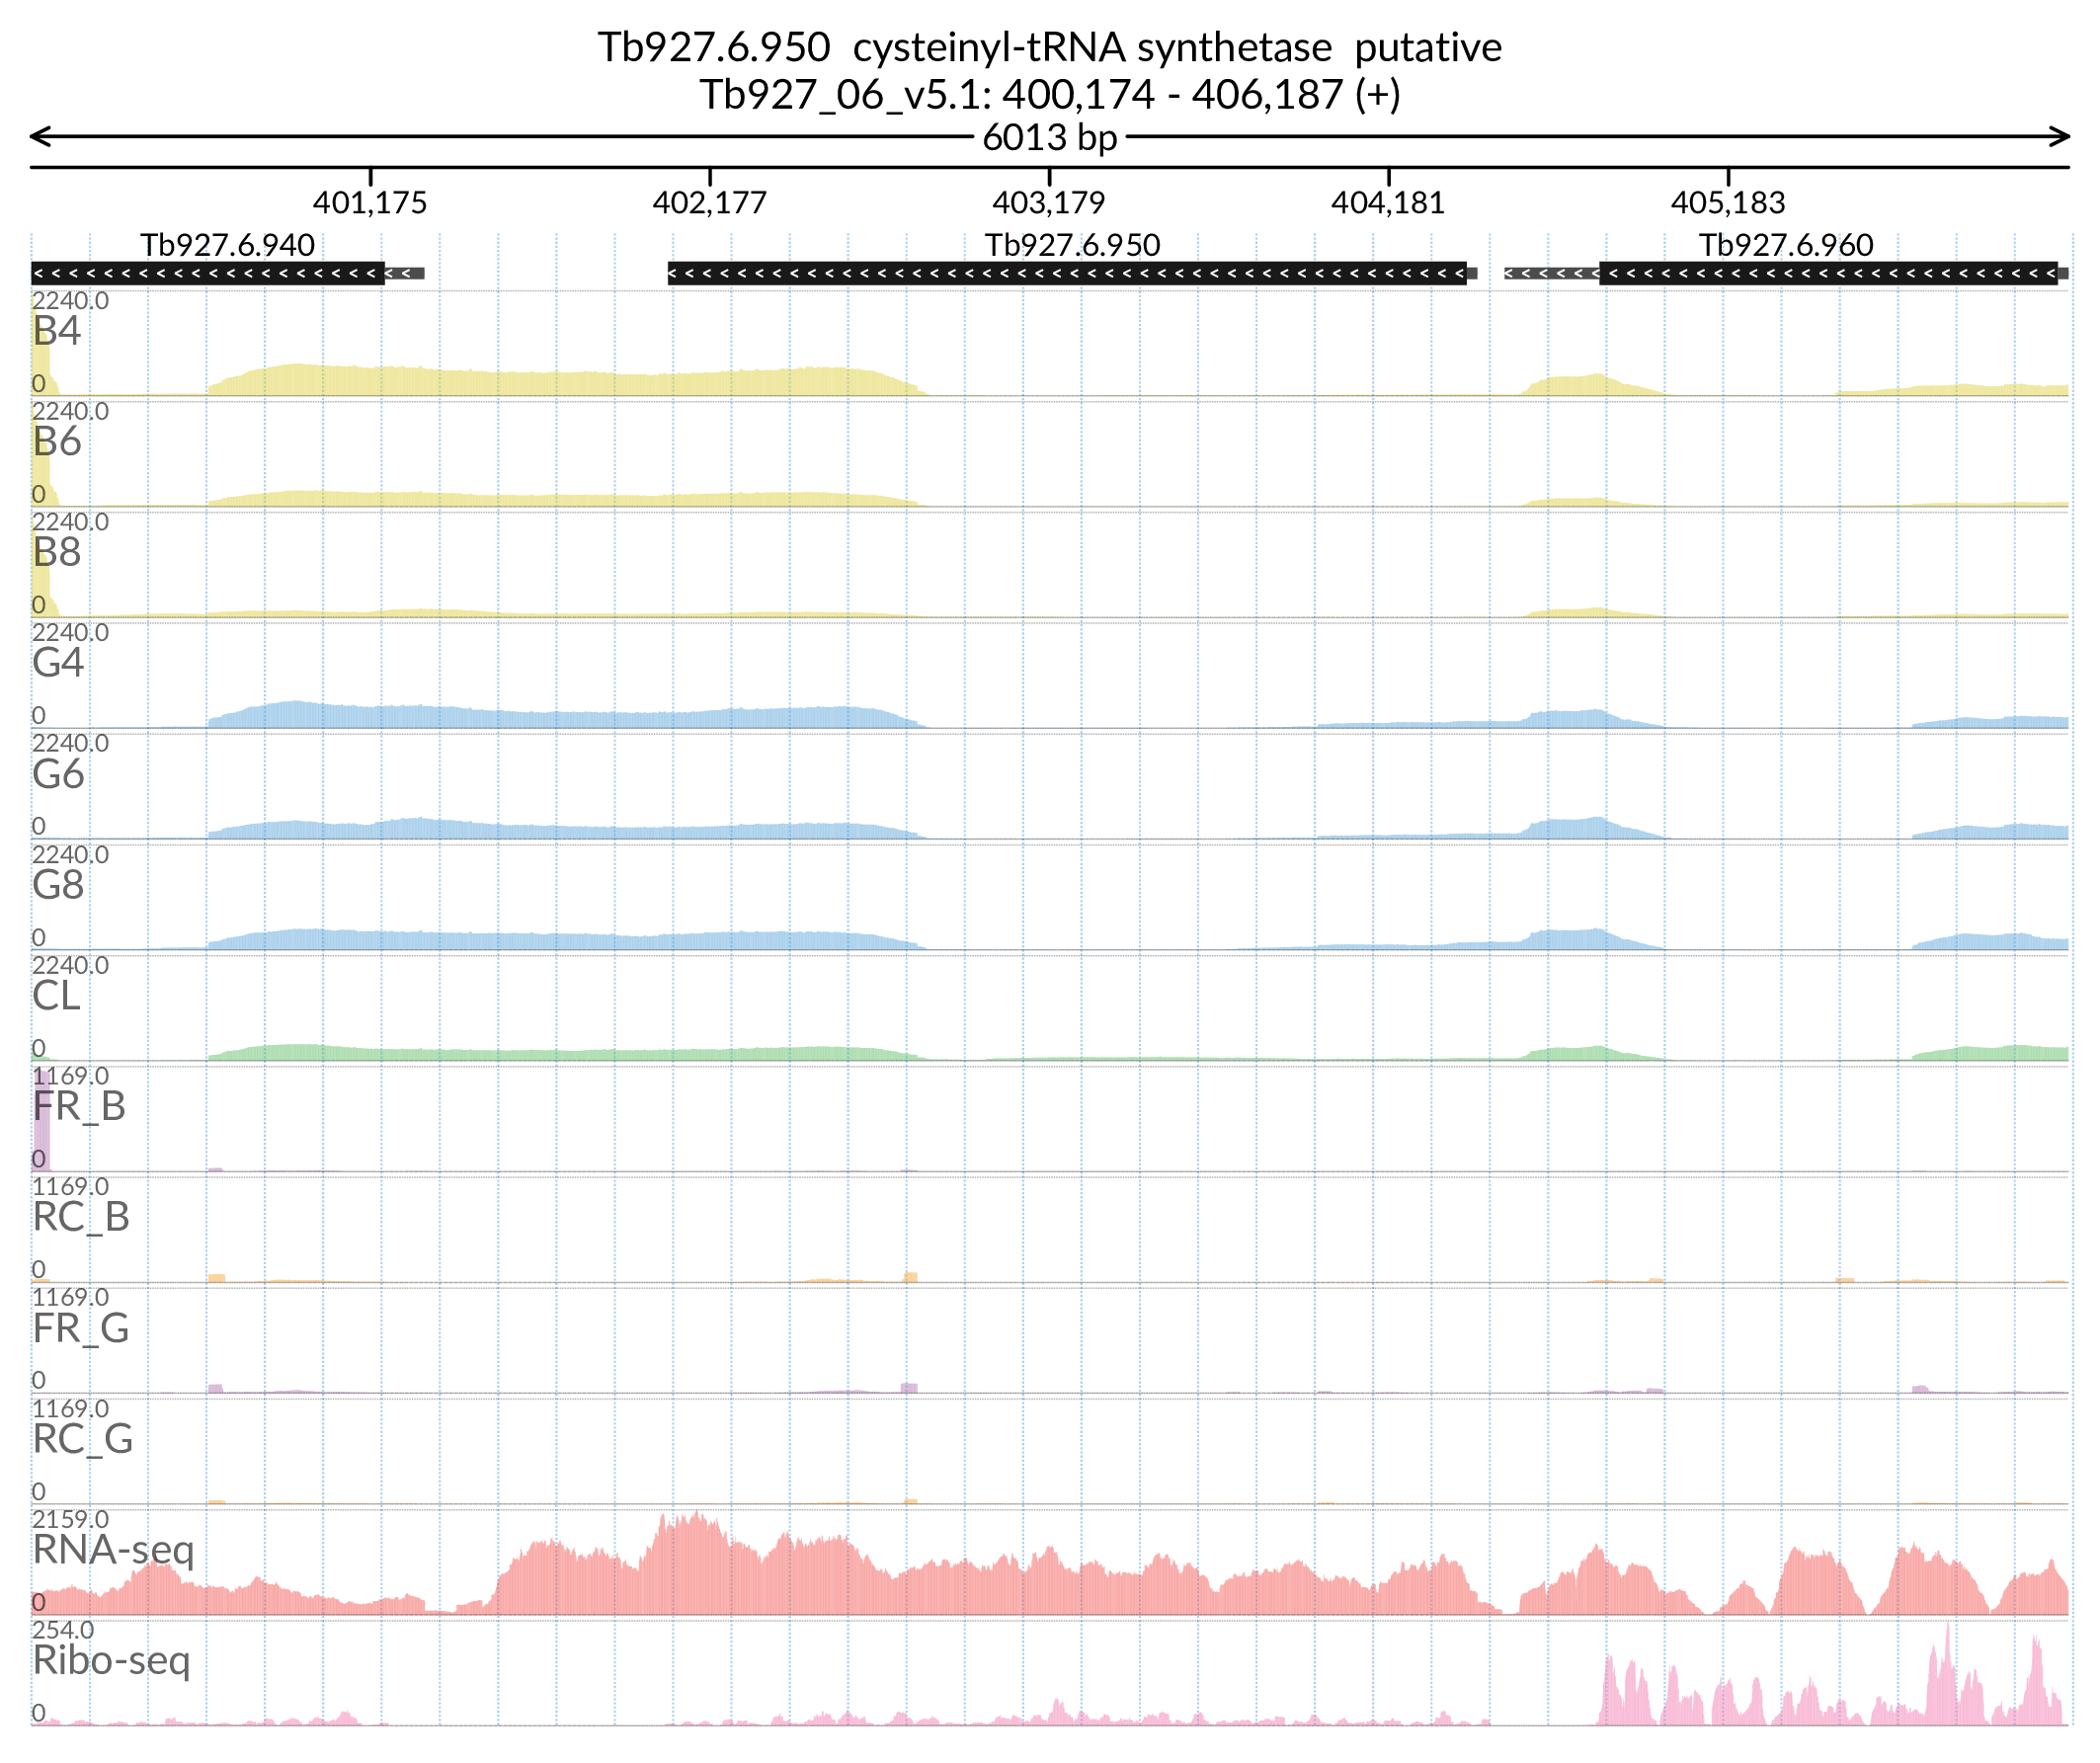 Tb927.6.950  cysteinyl-tRNA synthetase  putative
Tb927_06_v5.1: 400,174 - 406,187 (+)
6013 bp
401,175 402,177 403,179 404,181 405,183
Tb927.6.940 Tb927.6.950 Tb927.6.960
2240.0
B4
0
2240.0
B6
0
2240.0
B8
0
2240.0
G4
0
2240.0
G6
0
2240.0
G8
0
2240.0
CL
0
1169.0
FR_B
0
1169.0
RC_B
0
1169.0
FR_G
0
1169.0
RC_G
0
2159.0
RNA-seq
0
254.0
Ribo-seq
0